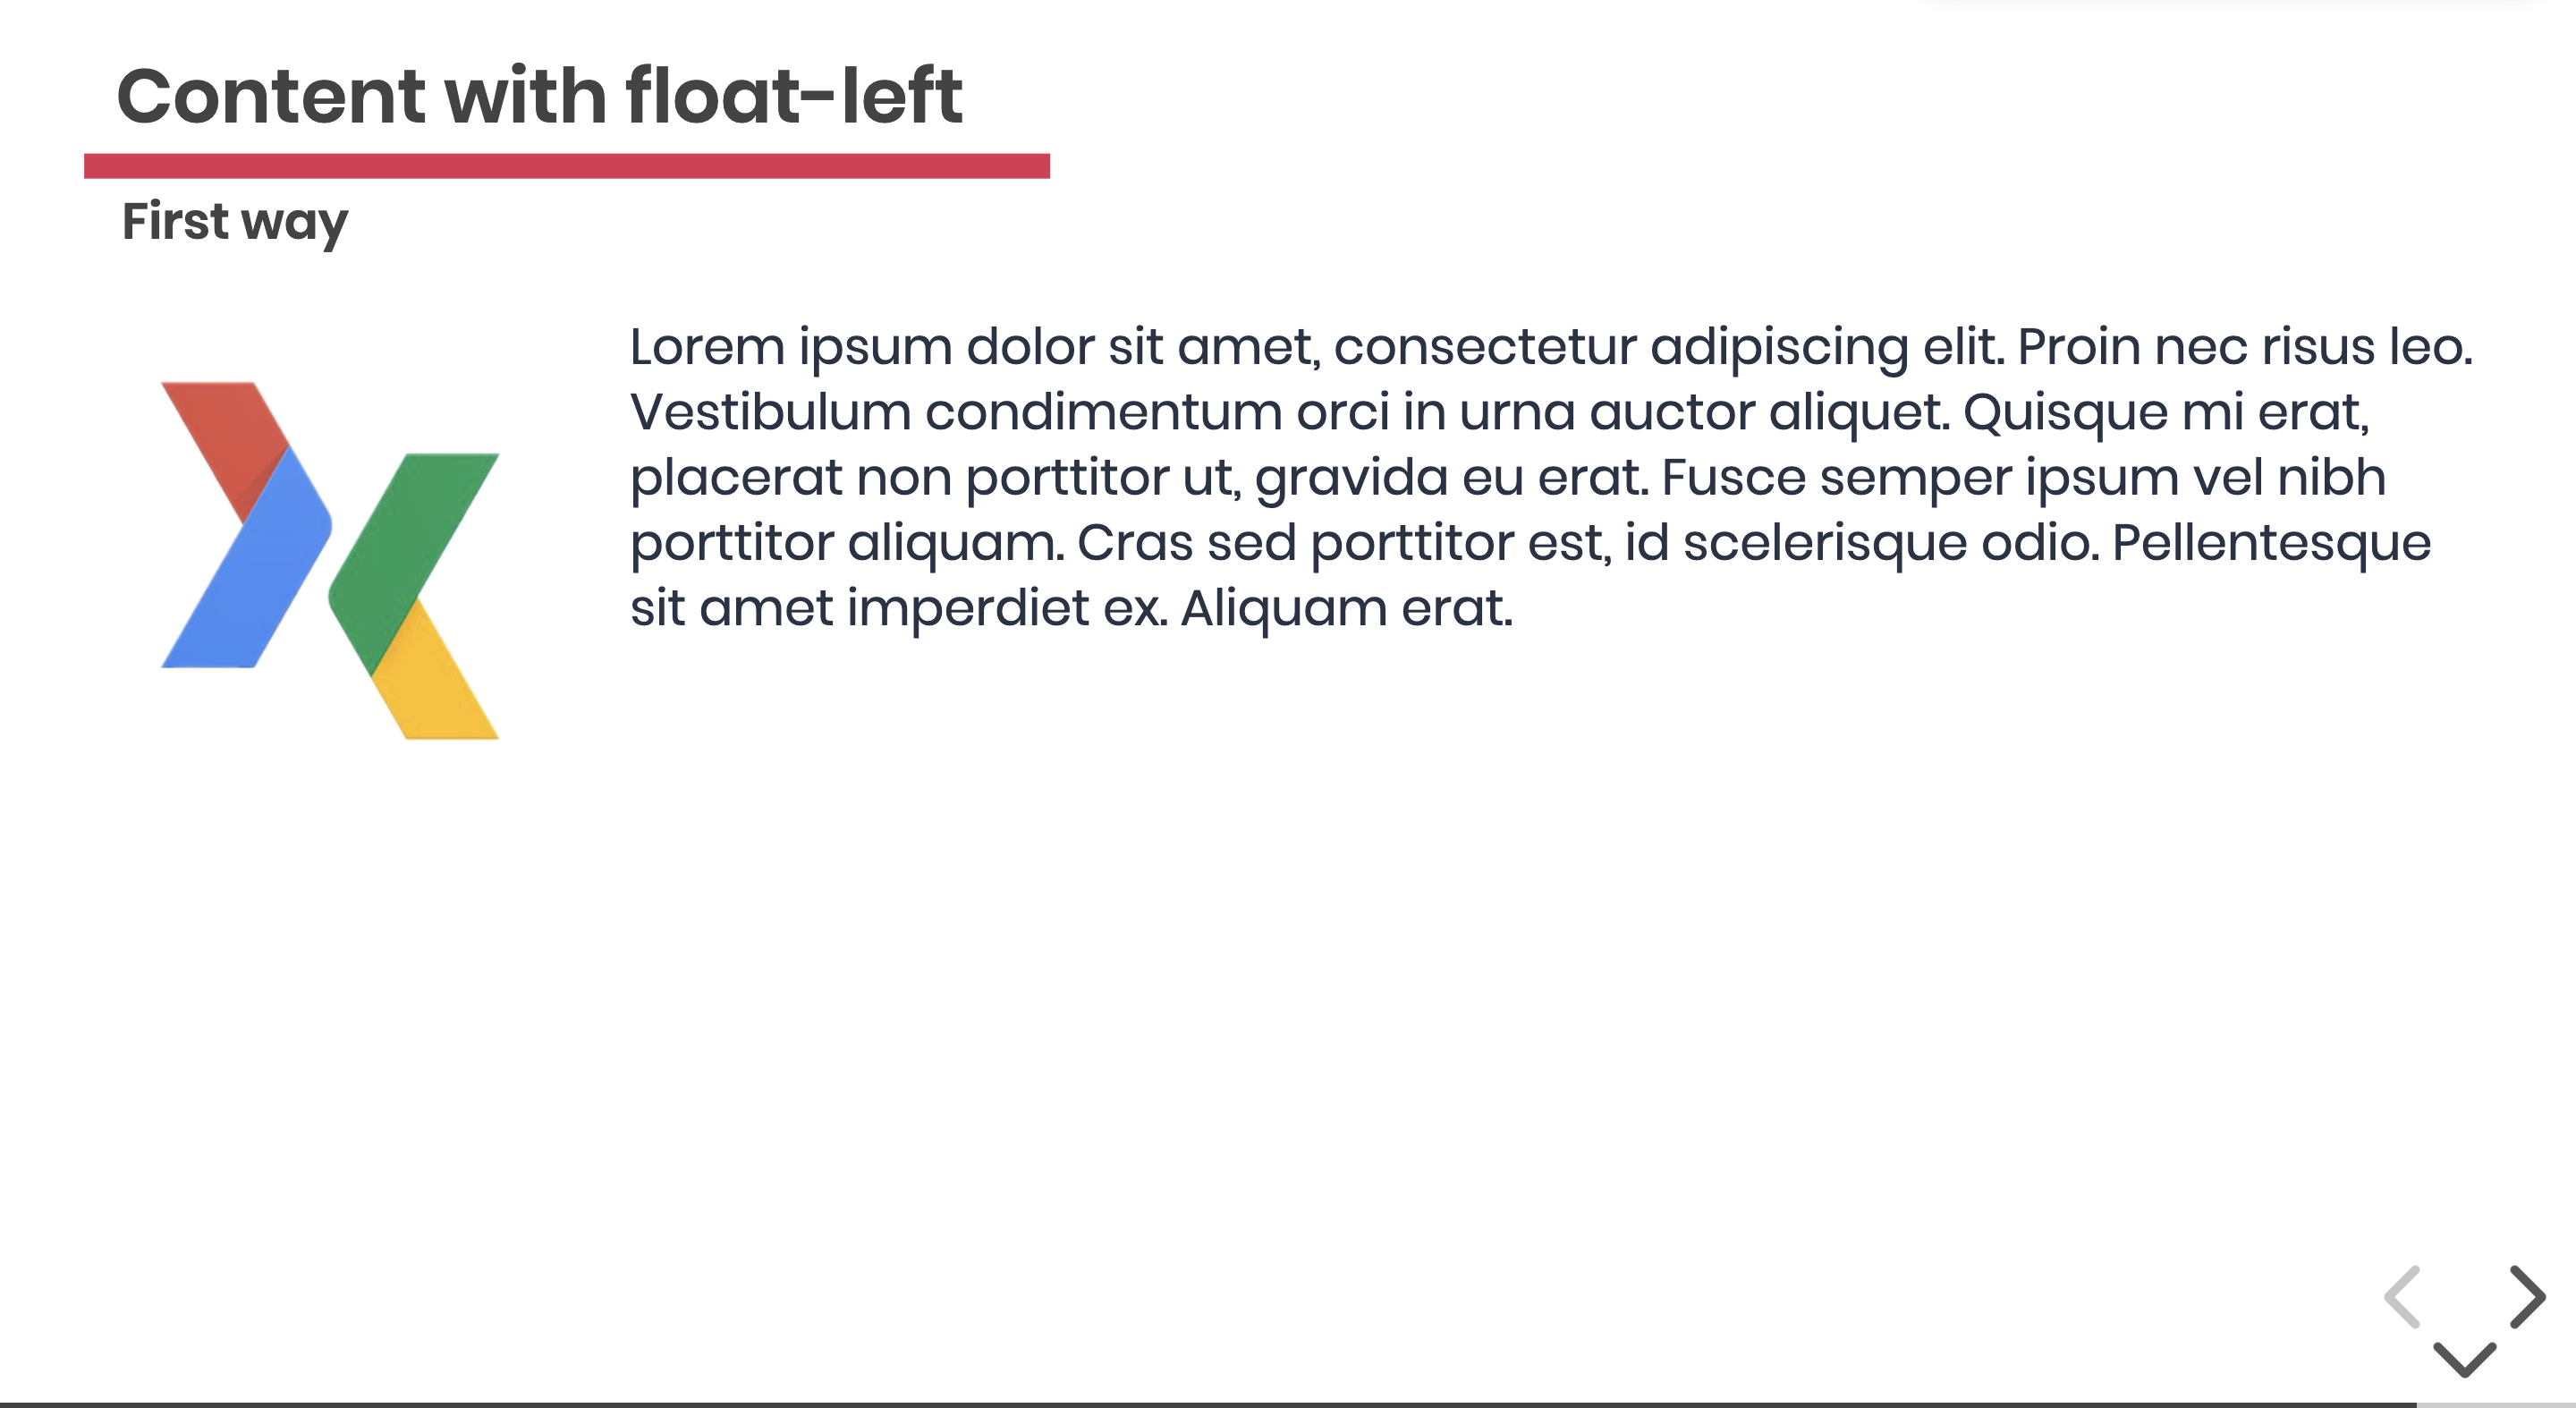 Content with float-left
First way
Lorem ipsum dolor sit amet, consectetur adipiscing elit. Proin nec risus leo.
Vestibulum condimentum orci in urna auctor aliquet. Quisque mi erat,
placerat non porttitor ut, gravida eu erat. Fusce semper ipsum vel nibh
porttitor aliquam. Cras sed porttitor est, id scelerisque odio. Pellentesque
sit amet imperdiet ex. Aliquam erat.